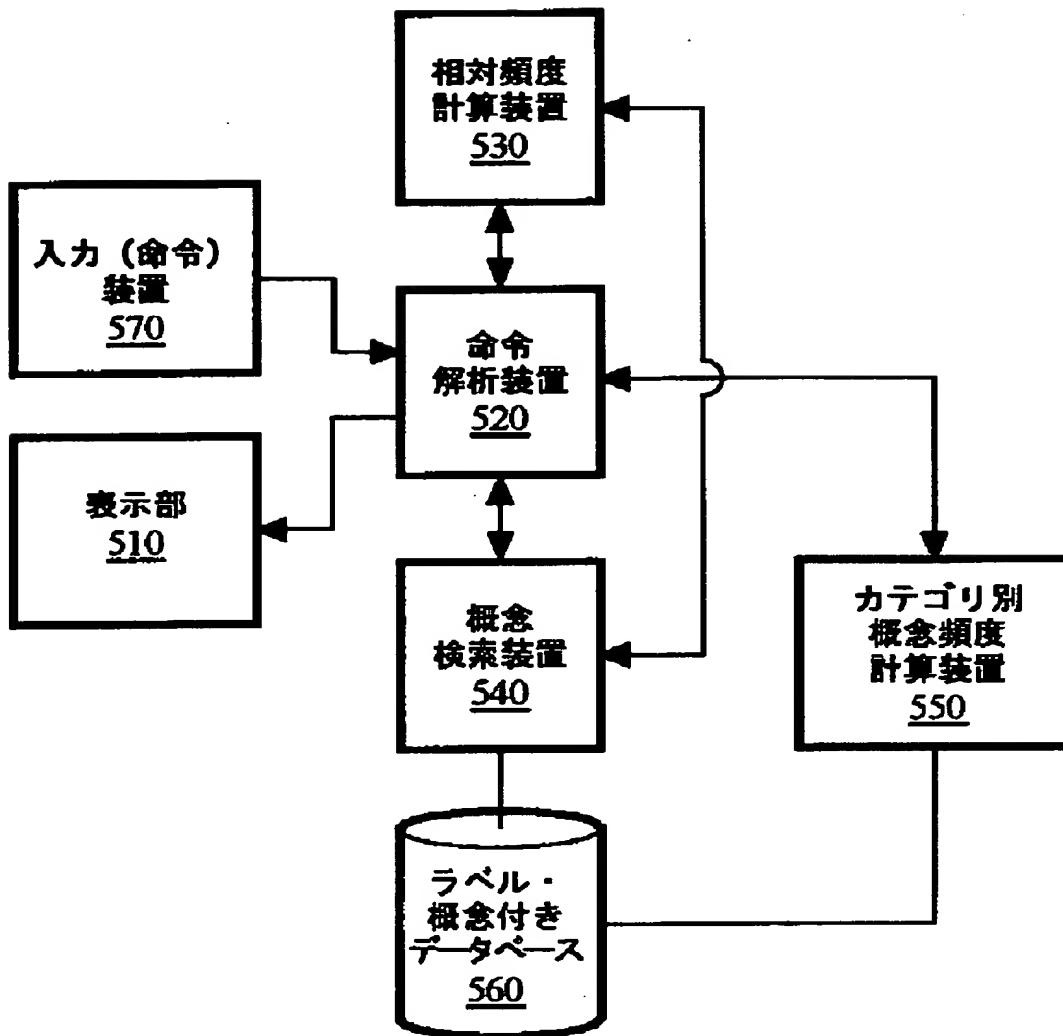 相対頻度
計算装置
530
入力（命令）
装置
570
命令
解析装置
520
表示部
510
概念
検索装置
540
カテゴリ別
概念頻度
計算装置
550
ラベル・
概念付き
データベース
560